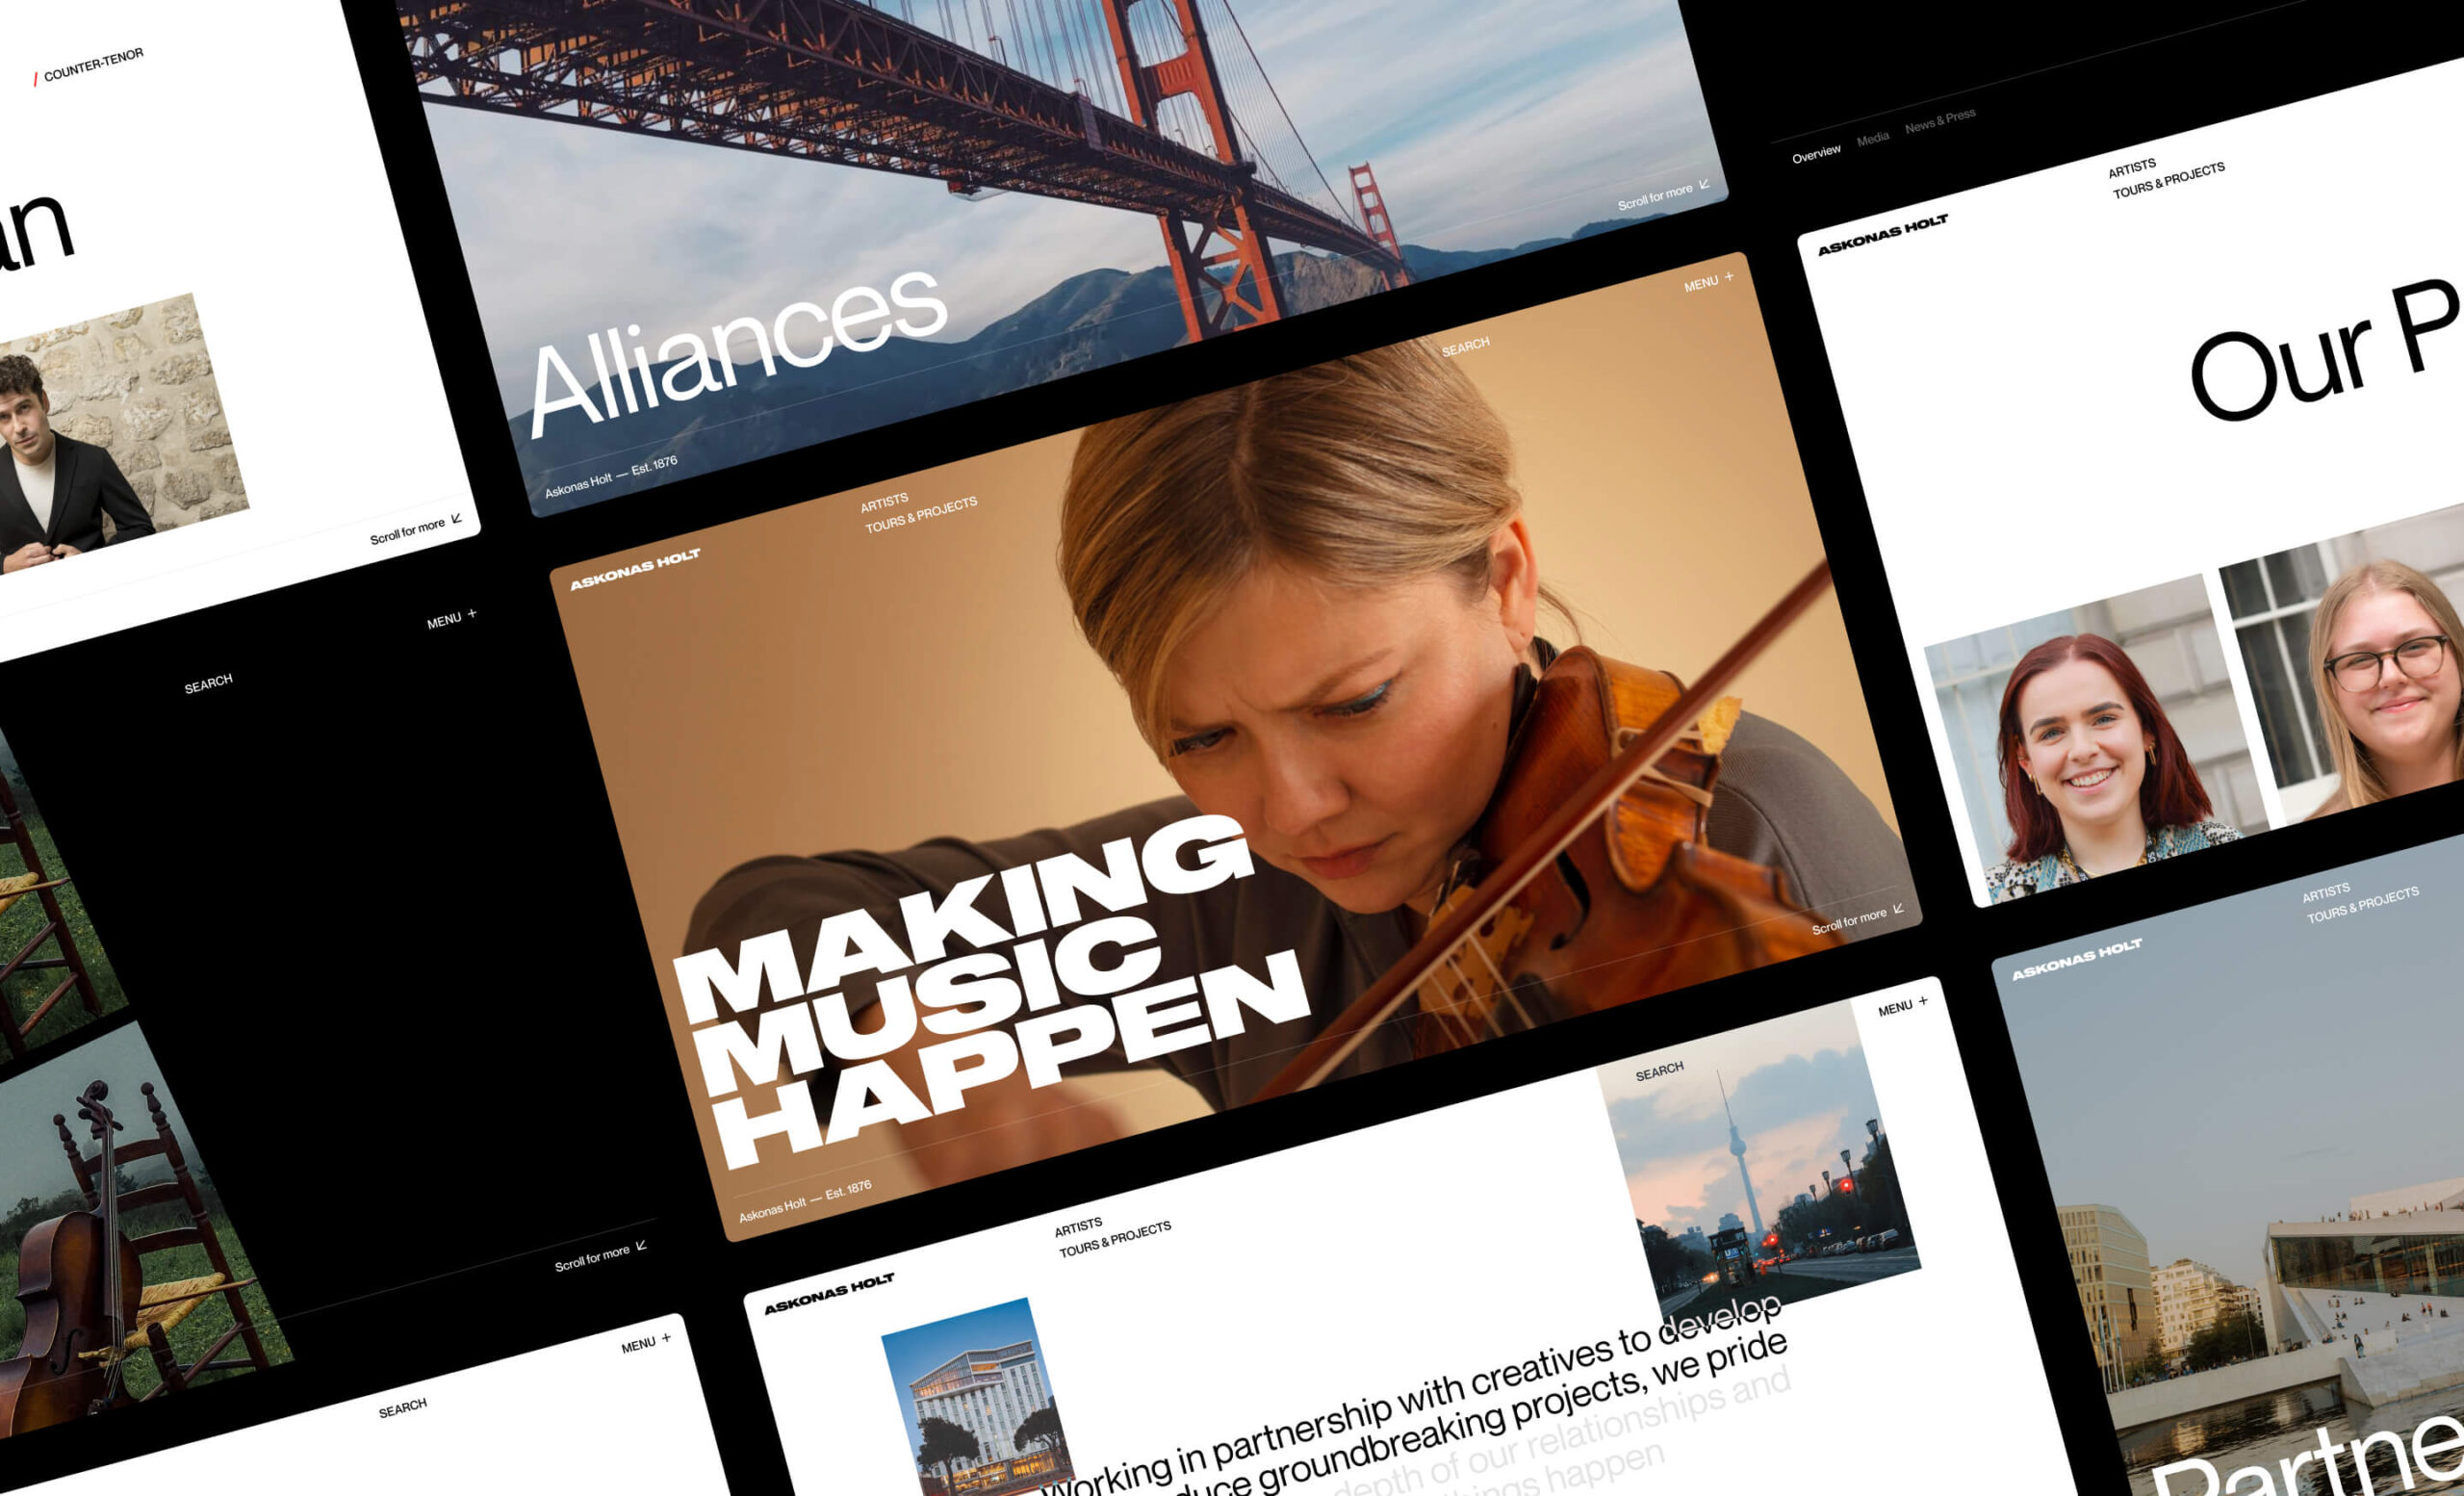 / COUNTER-TENOR
an
Scroll for more
Alliances
Askonas Holt — Est. 1876
Scroll for more
Overview Media News & Press
ASKONAS HOLT
ARTISTS
TOURS & PROJECTS
Our P
SEARCH
MENU +
Scroll for more
ASKONAS HOLT
ARTISTS
TOURS & PROJECTS
SEARCH
MENU +
MAKING
MUSIC
HAPPEN
Askonas Holt — Est. 1876
Scroll for more
ASKONAS HOLT
ARTISTS
TOURS & PROJECTS
Partne
SEARCH
MENU +
ASKONAS HOLT
ARTISTS
TOURS & PROJECTS
SEARCH
MENU +
Working in partnership with creatives to develop
duce groundbreaking projects, we pride
depth of our relationships and
things happen